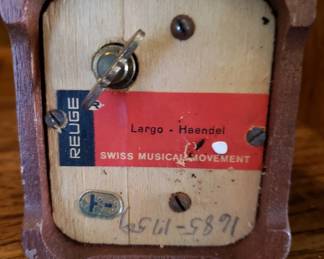 REUGE
Largo - Haendel
SWISS MUSICAL MOVEMENT
1685-1759